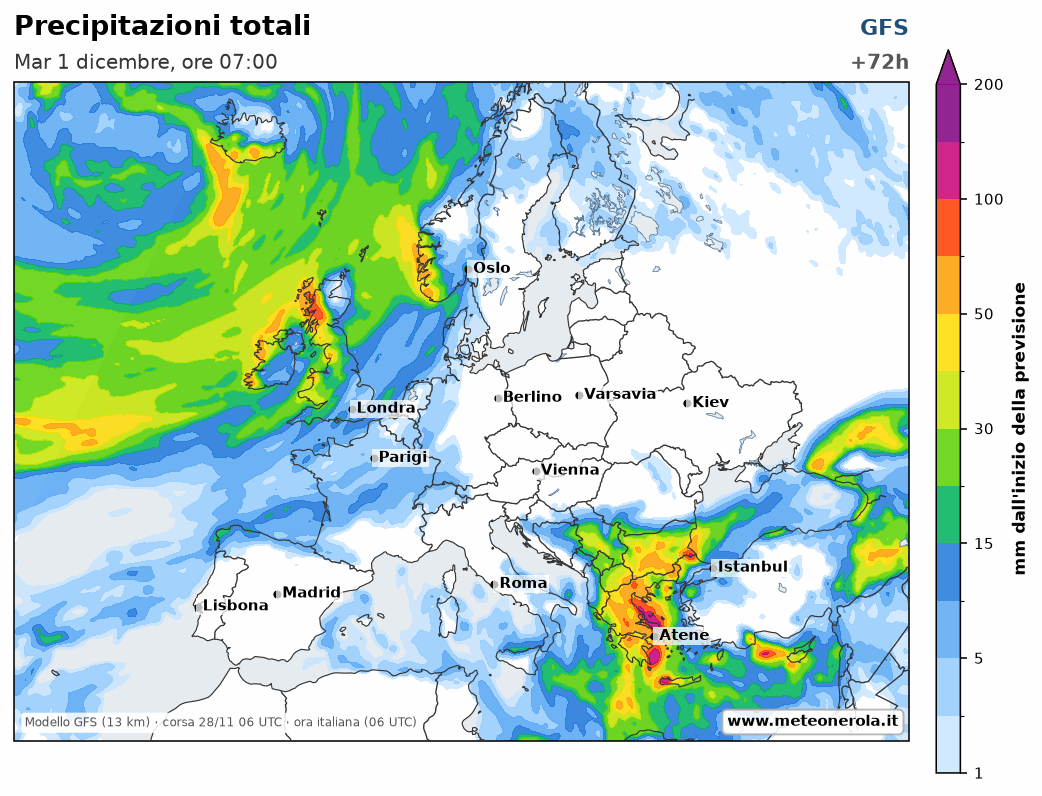 Precipitazioni totali
GFS
Mar 1 dicembre, ore 07:00
+72h
200
100
50
30
15
5
1
mm dall'inizio della previsione
Oslo
Berlino
Varsavia
Kiev
Londra
Parigi
Vienna
Istanbul
Roma
Madrid
Lisbona
Atene
Modello GFS (13 km) · corsa 28/11 06 UTC · ora italiana (06 UTC)
www.meteonerola.it